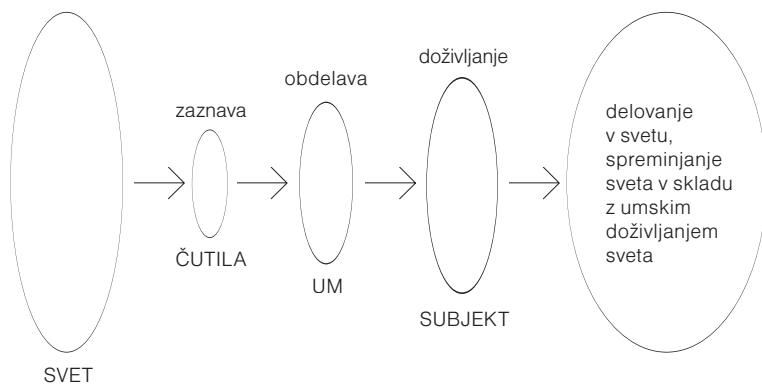 SVET
zaznava
ČUTILA
obdelava
UM
doživljanje
SUBJEKT
delovanje
v svetu,
spreminjanje
sveta v skladu
z umskim
doživljanjem
sveta